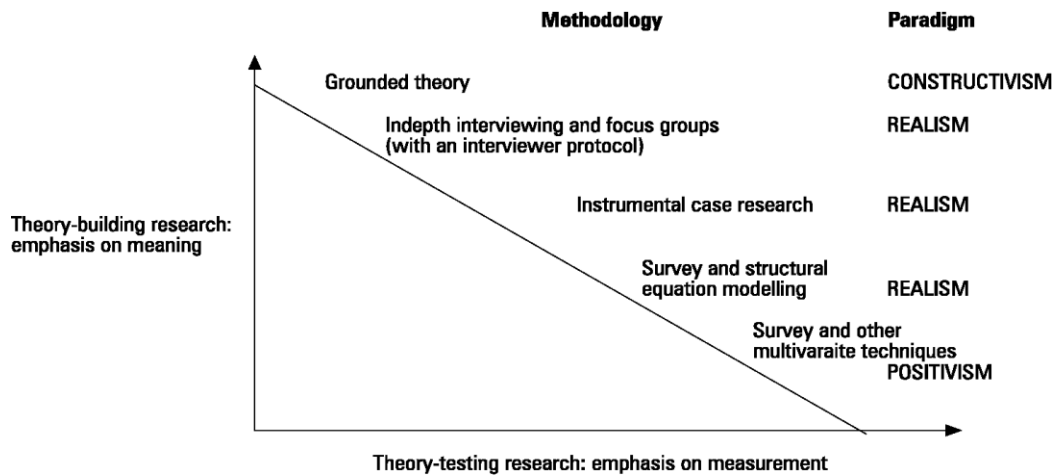 Methodology Paradigm
Grounded theory CONSTRUCTIVISM
Indepth interviewing and focus groups REALISM
(with an interviewer protocol)
Instrumental case research REALISM
Theory-building research:
emphasis on meaning
Survey and structural
equation modelling REALISM
Survey and other
multivaraite techniques
POSITIVISM
Theory-testing research: emphasis on measurement